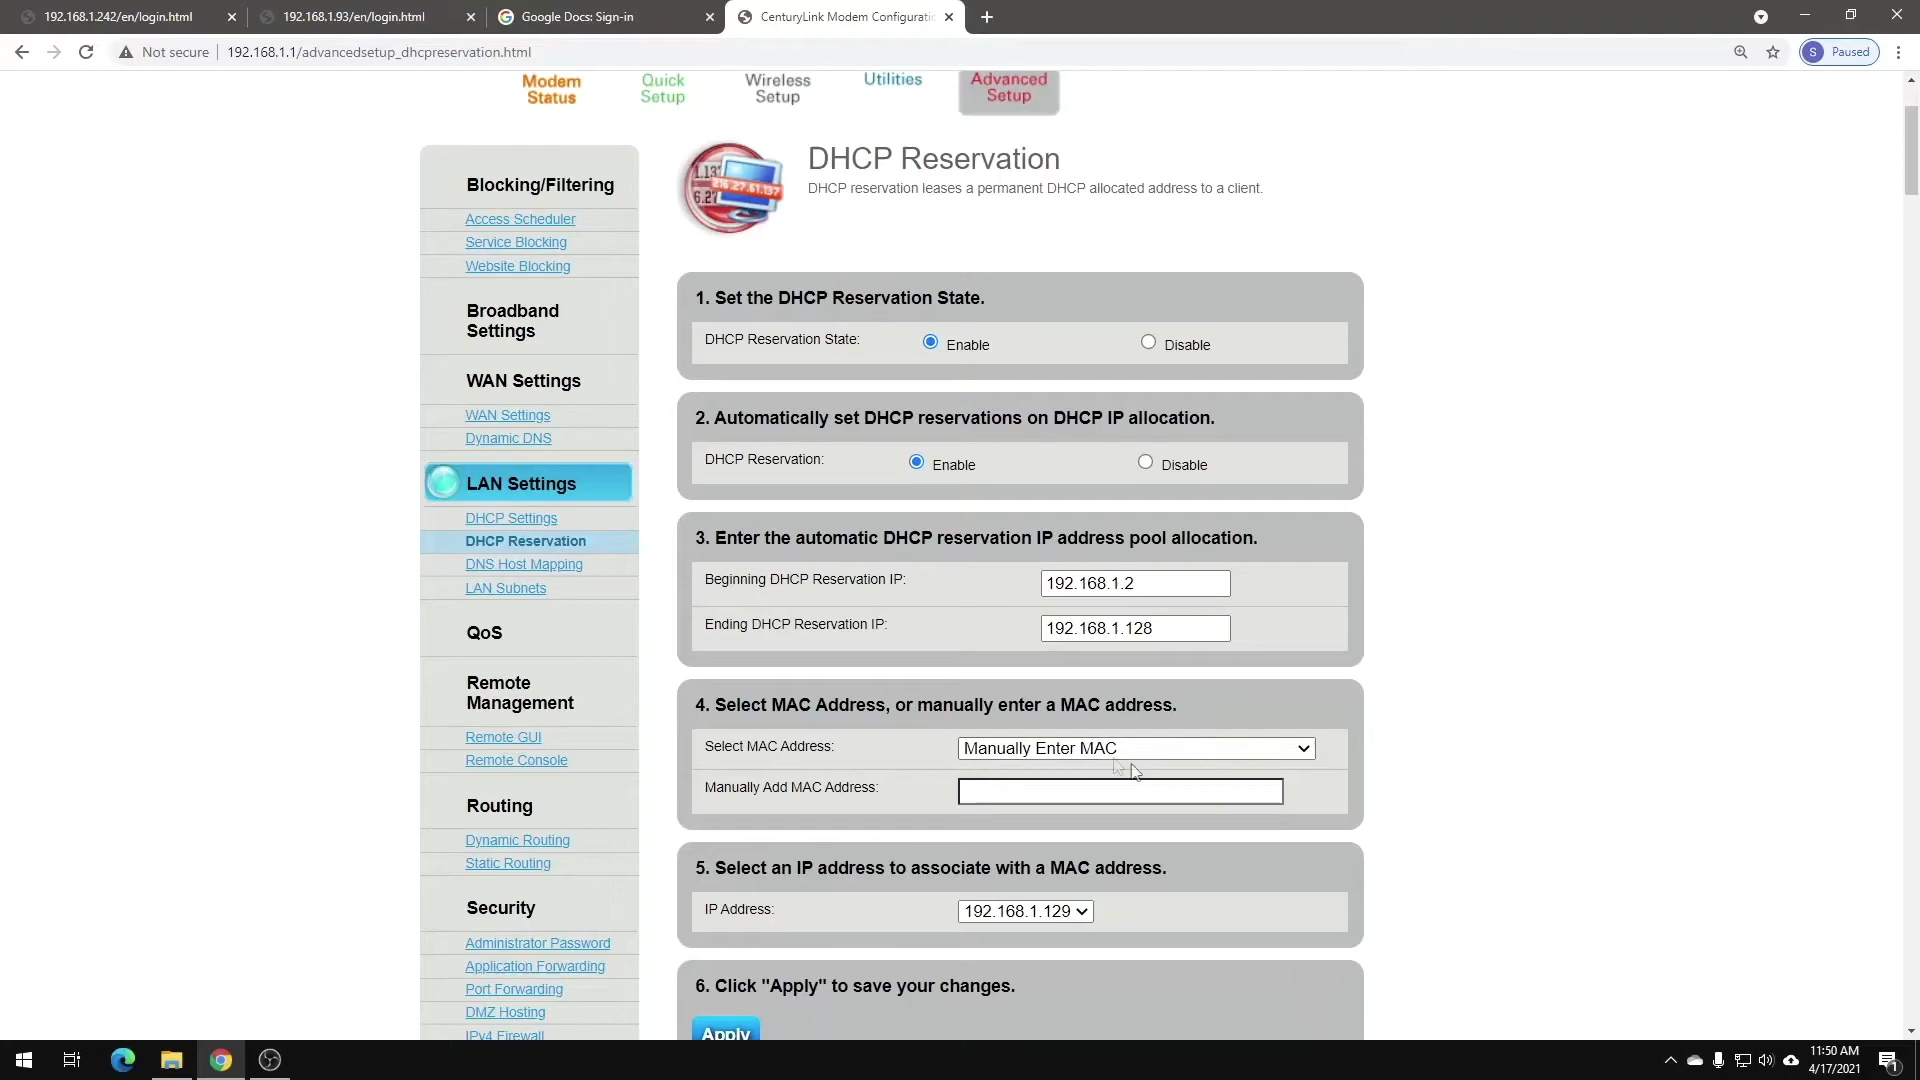 192.168.1.242/en/login.html
192.168.1.93/en/login.html
Google Docs: Sign-in
CenturyLink Modem Configurati
Not secure
192.168.1.1/advancedsetup_dhcpreservation.html
S Paused
Modem Status
Quick Setup
Wireless Setup
Utilities
Advanced Setup
Blocking/Filtering
Access Scheduler
Service Blocking
Website Blocking
Broadband
Settings
WAN Settings
WAN Settings
Dynamic DNS
LAN Settings
DHCP Settings
DHCP Reservation
DNS Host Mapping
LAN Subnets
QoS
Remote
Management
Remote GUI
Remote Console
Routing
Dynamic Routing
Static Routing
Security
Administrator Password
Application Forwarding
Port Forwarding
DMZ Hosting
IPv4 Firewall
216.27.61.137
DHCP Reservation
DHCP reservation leases a permanent DHCP allocated address to a client.
1. Set the DHCP Reservation State.
DHCP Reservation State: Enable Disable
2. Automatically set DHCP reservations on DHCP IP allocation.
DHCP Reservation: Enable Disable
3. Enter the automatic DHCP reservation IP address pool allocation.
Beginning DHCP Reservation IP: 192.168.1.2
Ending DHCP Reservation IP: 192.168.1.128
4. Select MAC Address, or manually enter a MAC address.
Select MAC Address: Manually Enter MAC
Manually Add MAC Address:
5. Select an IP address to associate with a MAC address.
IP Address: 192.168.1.129
6. Click "Apply" to save your changes.
Apply
11:50 AM
4/17/2021
1